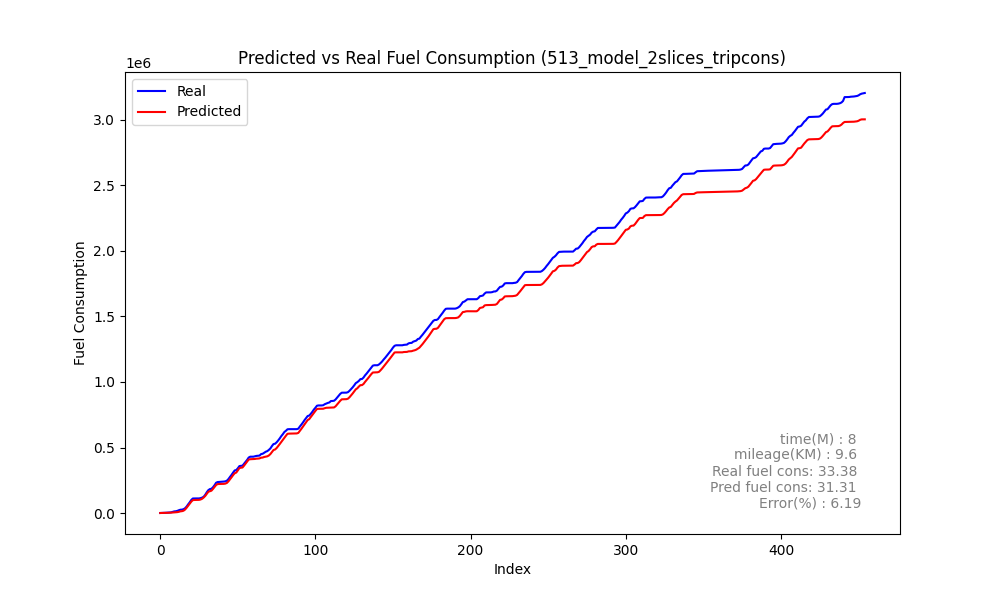 Predicted vs Real Fuel Consumption (513_model_2slices_tripcons)
1e6
Real
Predicted
3.0
2.5
2.0
1.5
1.0
0.5
0.0
Fuel Consumption
time(M) : 8
mileage(KM) : 9.6
Real fuel cons: 33.38
Pred fuel cons: 31.31
Error(%) : 6.19
0 100 200 300 400
Index